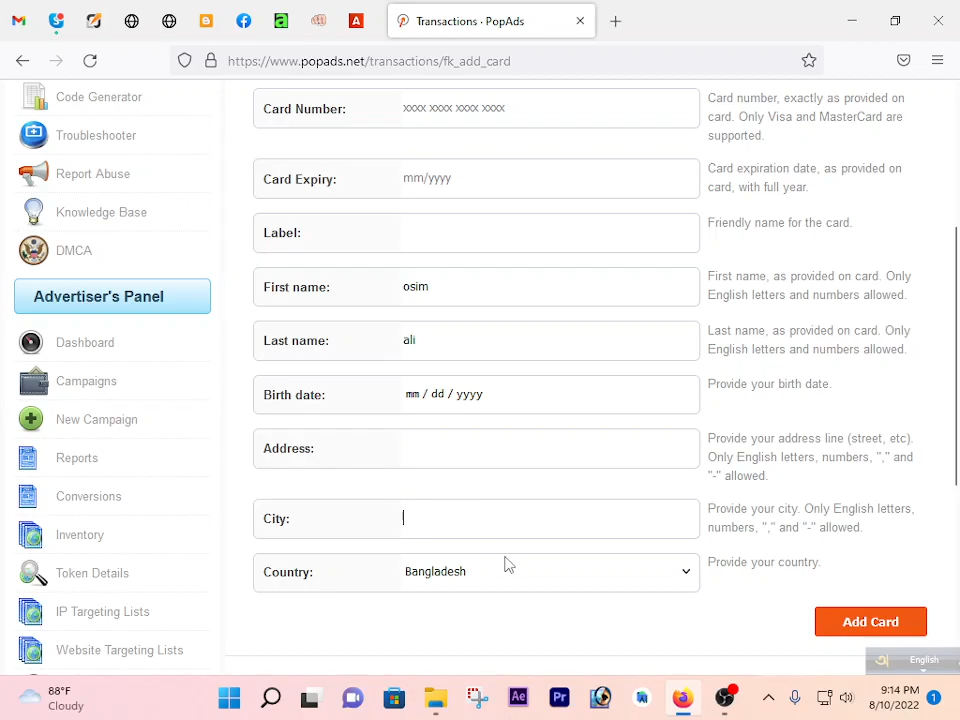 Transactions · PopAds
https://www.popads.net/transactions/fk_add_card
Code Generator
Troubleshooter
Report Abuse
Knowledge Base
DMCA
Advertiser's Panel
Dashboard
Campaigns
New Campaign
Reports
Conversions
Inventory
Token Details
IP Targeting Lists
Website Targeting Lists
Card Number: xxxx xxxx xxxx xxxx
Card number, exactly as provided on
card. Only Visa and MasterCard are
supported.
Card Expiry: mm/yyyy
Card expiration date, as provided on
card, with full year.
Label:
Friendly name for the card.
First name: osim
First name, as provided on card. Only
English letters and numbers allowed.
Last name: ali
Last name, as provided on card. Only
English letters and numbers allowed.
Birth date: mm / dd / yyyy
Provide your birth date.
Address:
Provide your address line (street, etc).
Only English letters, numbers, "," and
"-" allowed.
City:
Provide your city. Only English letters,
numbers, "," and "-" allowed.
Country: Bangladesh
Provide your country.
Add Card
English
88°F
Cloudy
Ae
Pr
9:14 PM
8/10/2022
1